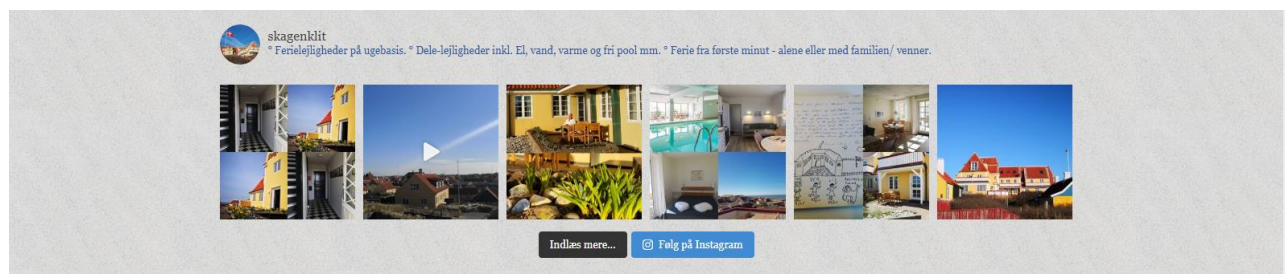 skagenklit
° Ferielejligheder på ugebasis. ° Dele-lejligheder inkl. El, vand, varme og fri pool mm. ° Ferie fra første minut - alene eller med familien/ venner.
Indlæs mere...
Følg på Instagram